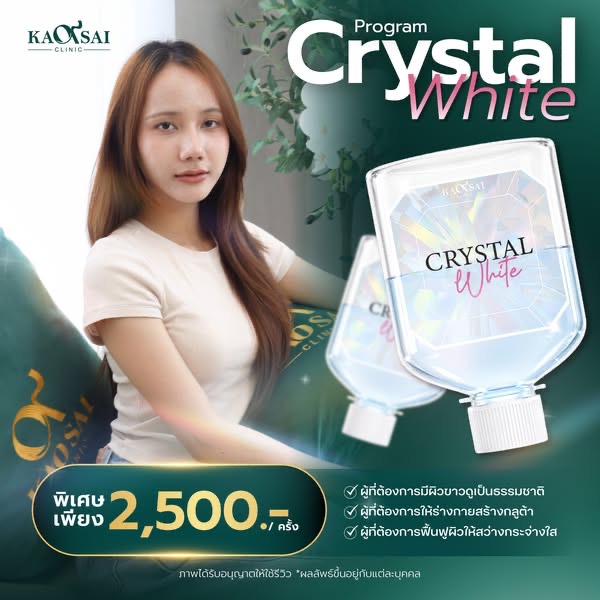 KAOSAI
CLINIC
Program
Crystal
White
KAOSAI
CRYSTAL
White
CRYSTAL
White
KAOSAI
CLINIC
KAOSAI
พิเศษ
เพียง 2,500.-/ ครั้ง
ผู้ที่ต้องการมีผิวขาวดูเป็นธรรมชาติ
ผู้ที่ต้องการให้ร่างกายสร้างกลูต้า
ผู้ที่ต้องการฟื้นฟูผิวให้สว่างกระจ่างใส
ภาพได้รับอนุญาตให้ใช้รีวิว *ผลลัพธ์ขึ้นอยู่กับแต่ละบุคคล